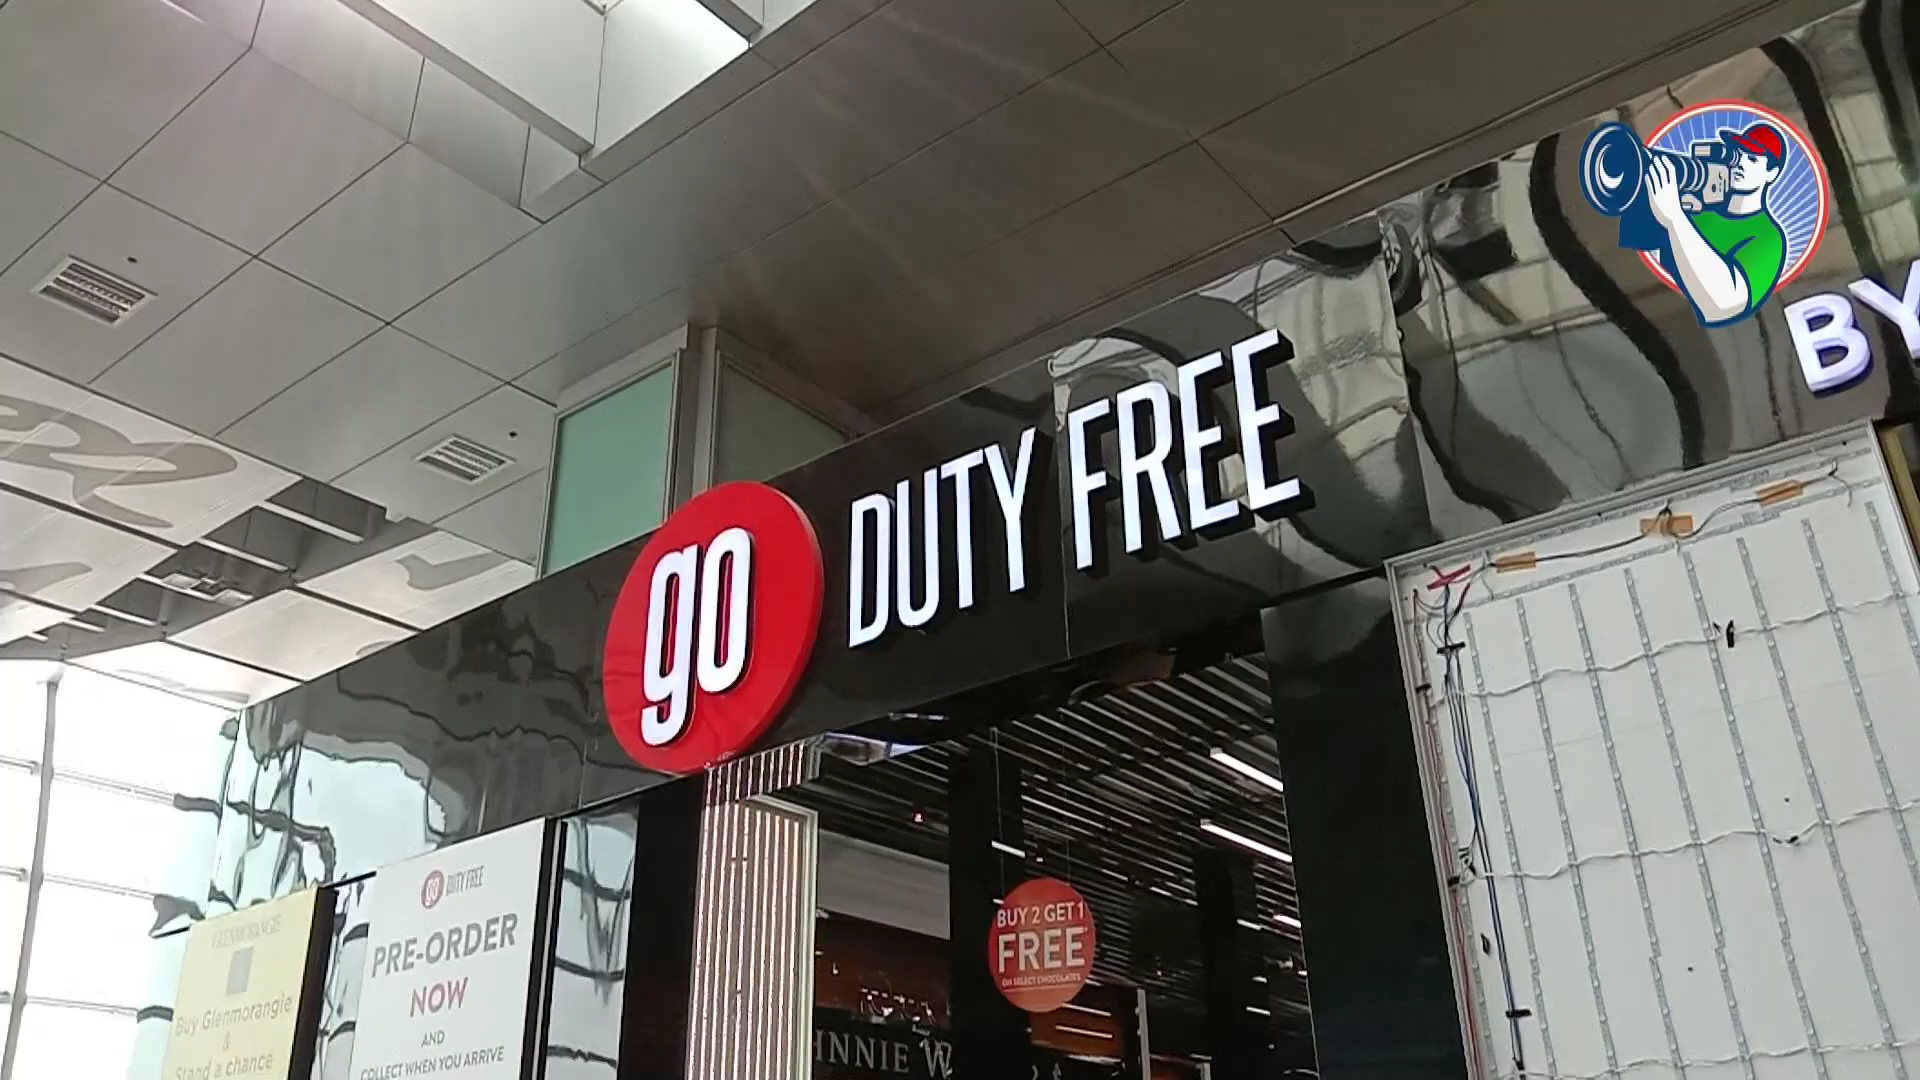 go DUTY FREE
BY
go DUTY FREE
PRE-ORDER
NOW
AND
COLLECT WHEN YOU ARRIVE
GLENMORANGIE
Buy Glenmorangie
&
Stand a chance
BUY 2 GET 1
FREE
ON SELECT CHOCOLATES
HNNIE W